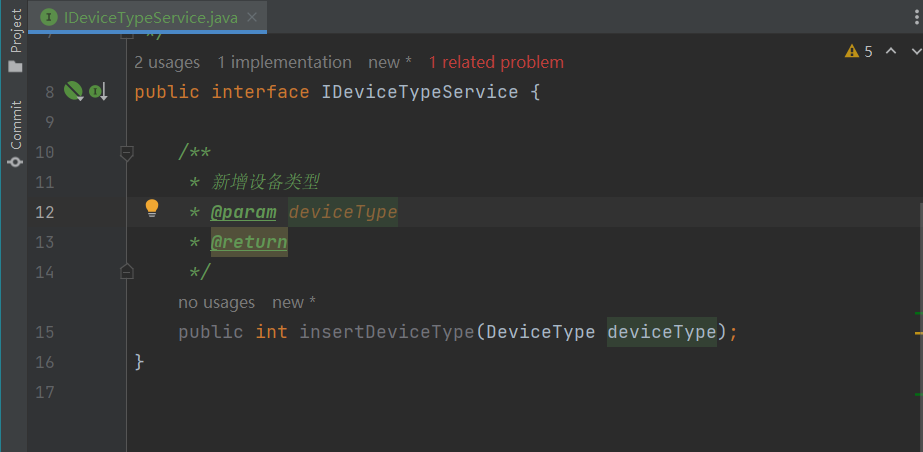 Project
Commit
IDeviceTypeService.java
5
7 */
2 usages 1 implementation new * 1 related problem
8 public interface IDeviceTypeService {
9
10 /**
11 * 新增设备类型
12 * @param deviceType
13 * @return
14 */
no usages new *
15 public int insertDeviceType(DeviceType deviceType);
16 }
17